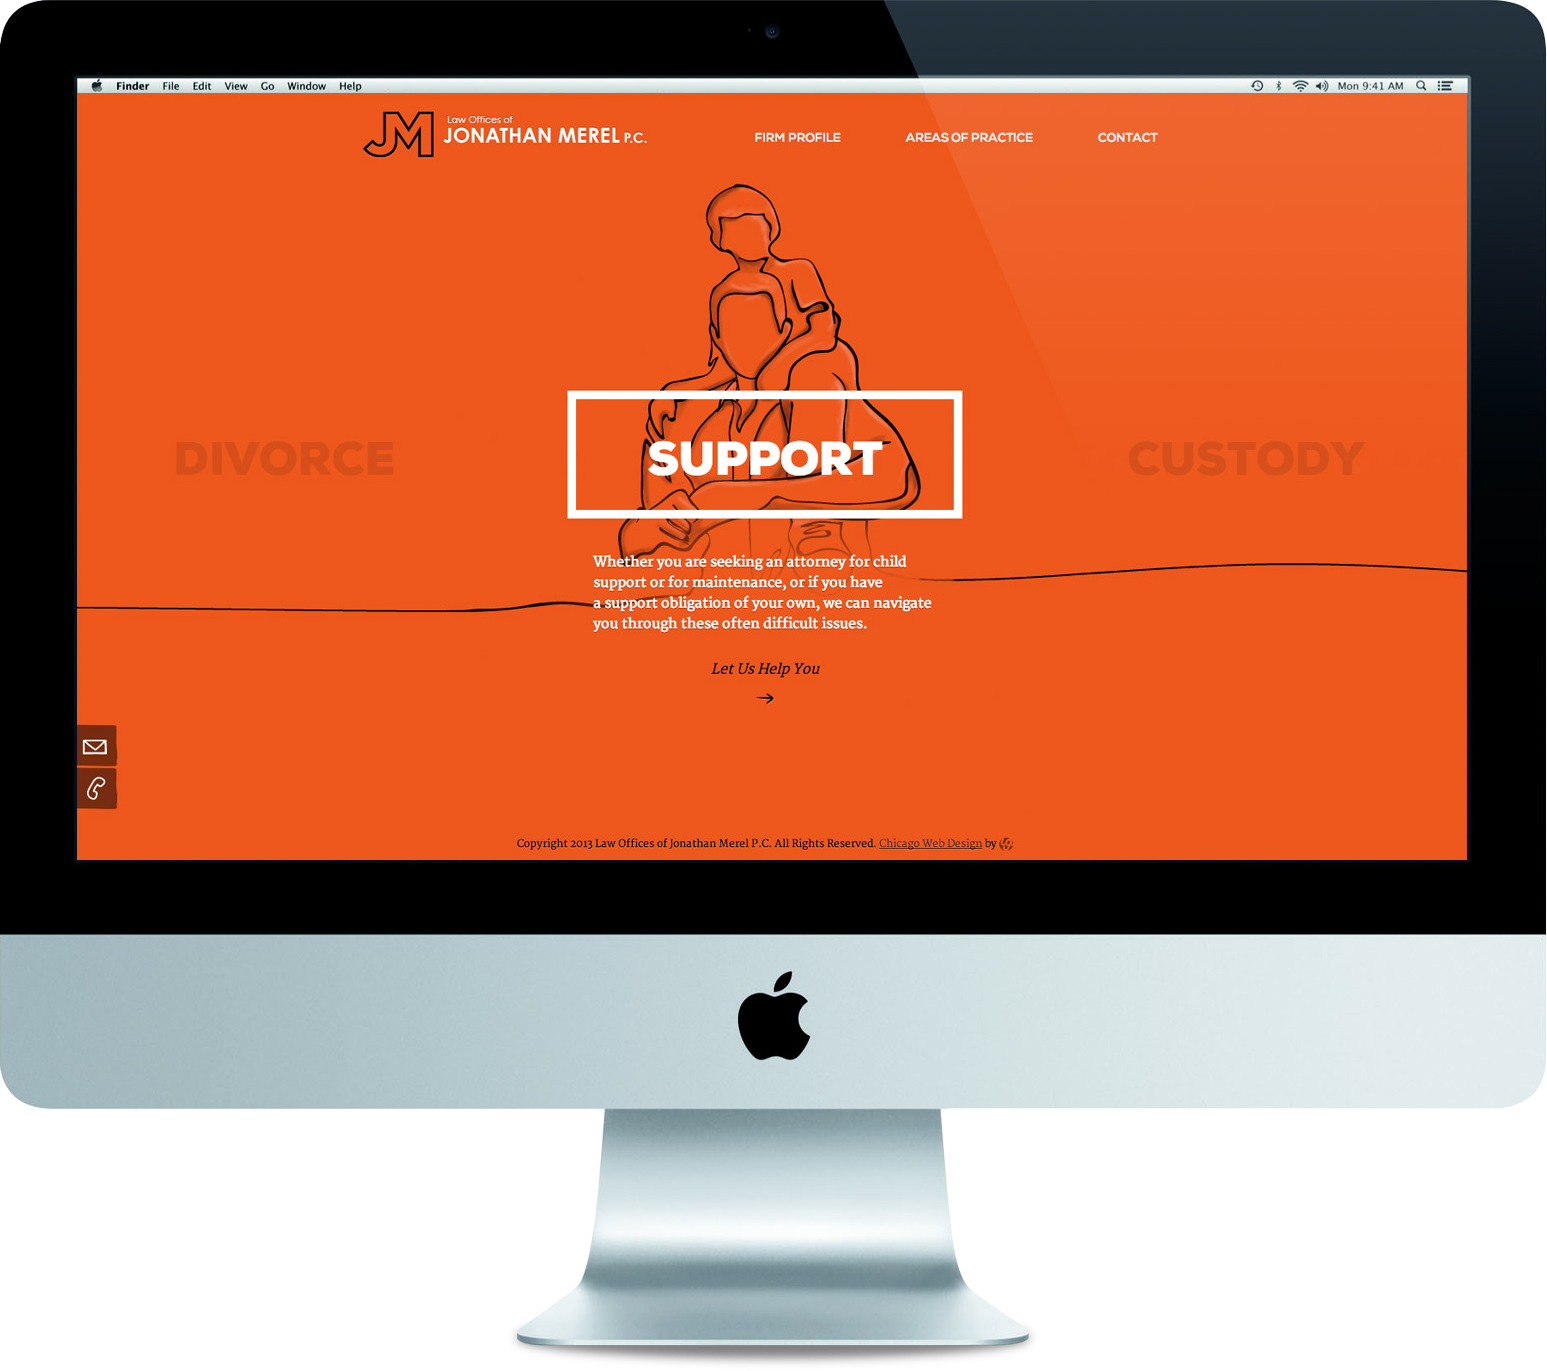 Finder File Edit View Go Window Help Mon 9:41 AM
JM
Law Offices of
JONATHAN MEREL P.C.
FIRM PROFILE AREAS OF PRACTICE CONTACT
DIVORCE SUPPORT CUSTODY
Whether you are seeking an attorney for child
support or for maintenance, or if you have
a support obligation of your own, we can navigate
you through these often difficult issues.
Let Us Help You
Copyright 2013 Law Offices of Jonathan Merel P.C. All Rights Reserved. Chicago Web Design by